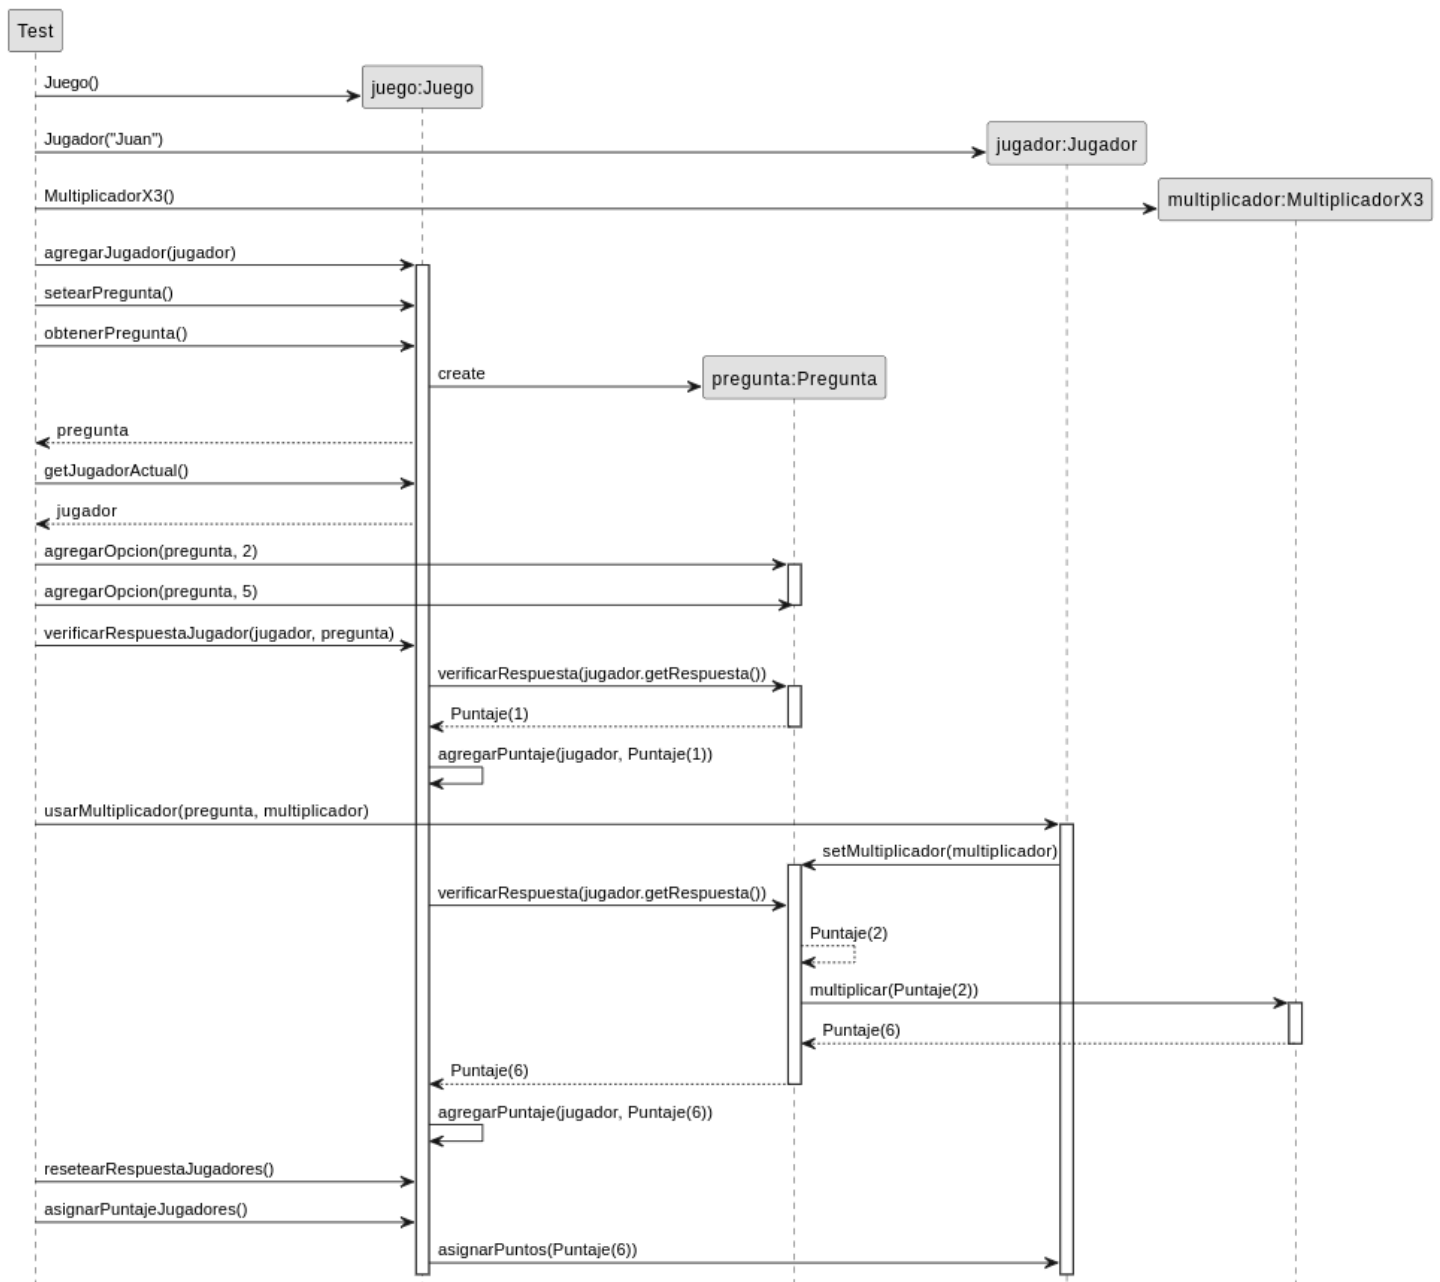 Test
Juego()
juego:Juego
Jugador("Juan")
jugador:Jugador
MultiplicadorX3()
multiplicador:MultiplicadorX3
agregarJugador(jugador)
setearPregunta()
obtenerPregunta()
create
pregunta:Pregunta
pregunta
getJugadorActual()
jugador
agregarOpcion(pregunta, 2)
agregarOpcion(pregunta, 5)
verificarRespuestaJugador(jugador, pregunta)
verificarRespuesta(jugador.getRespuesta())
Puntaje(1)
agregarPuntaje(jugador, Puntaje(1))
usarMultiplicador(pregunta, multiplicador)
setMultiplicador(multiplicador)
verificarRespuesta(jugador.getRespuesta())
Puntaje(2)
multiplicar(Puntaje(2))
Puntaje(6)
Puntaje(6)
agregarPuntaje(jugador, Puntaje(6))
resetearRespuestaJugadores()
asignarPuntajeJugadores()
asignarPuntos(Puntaje(6))